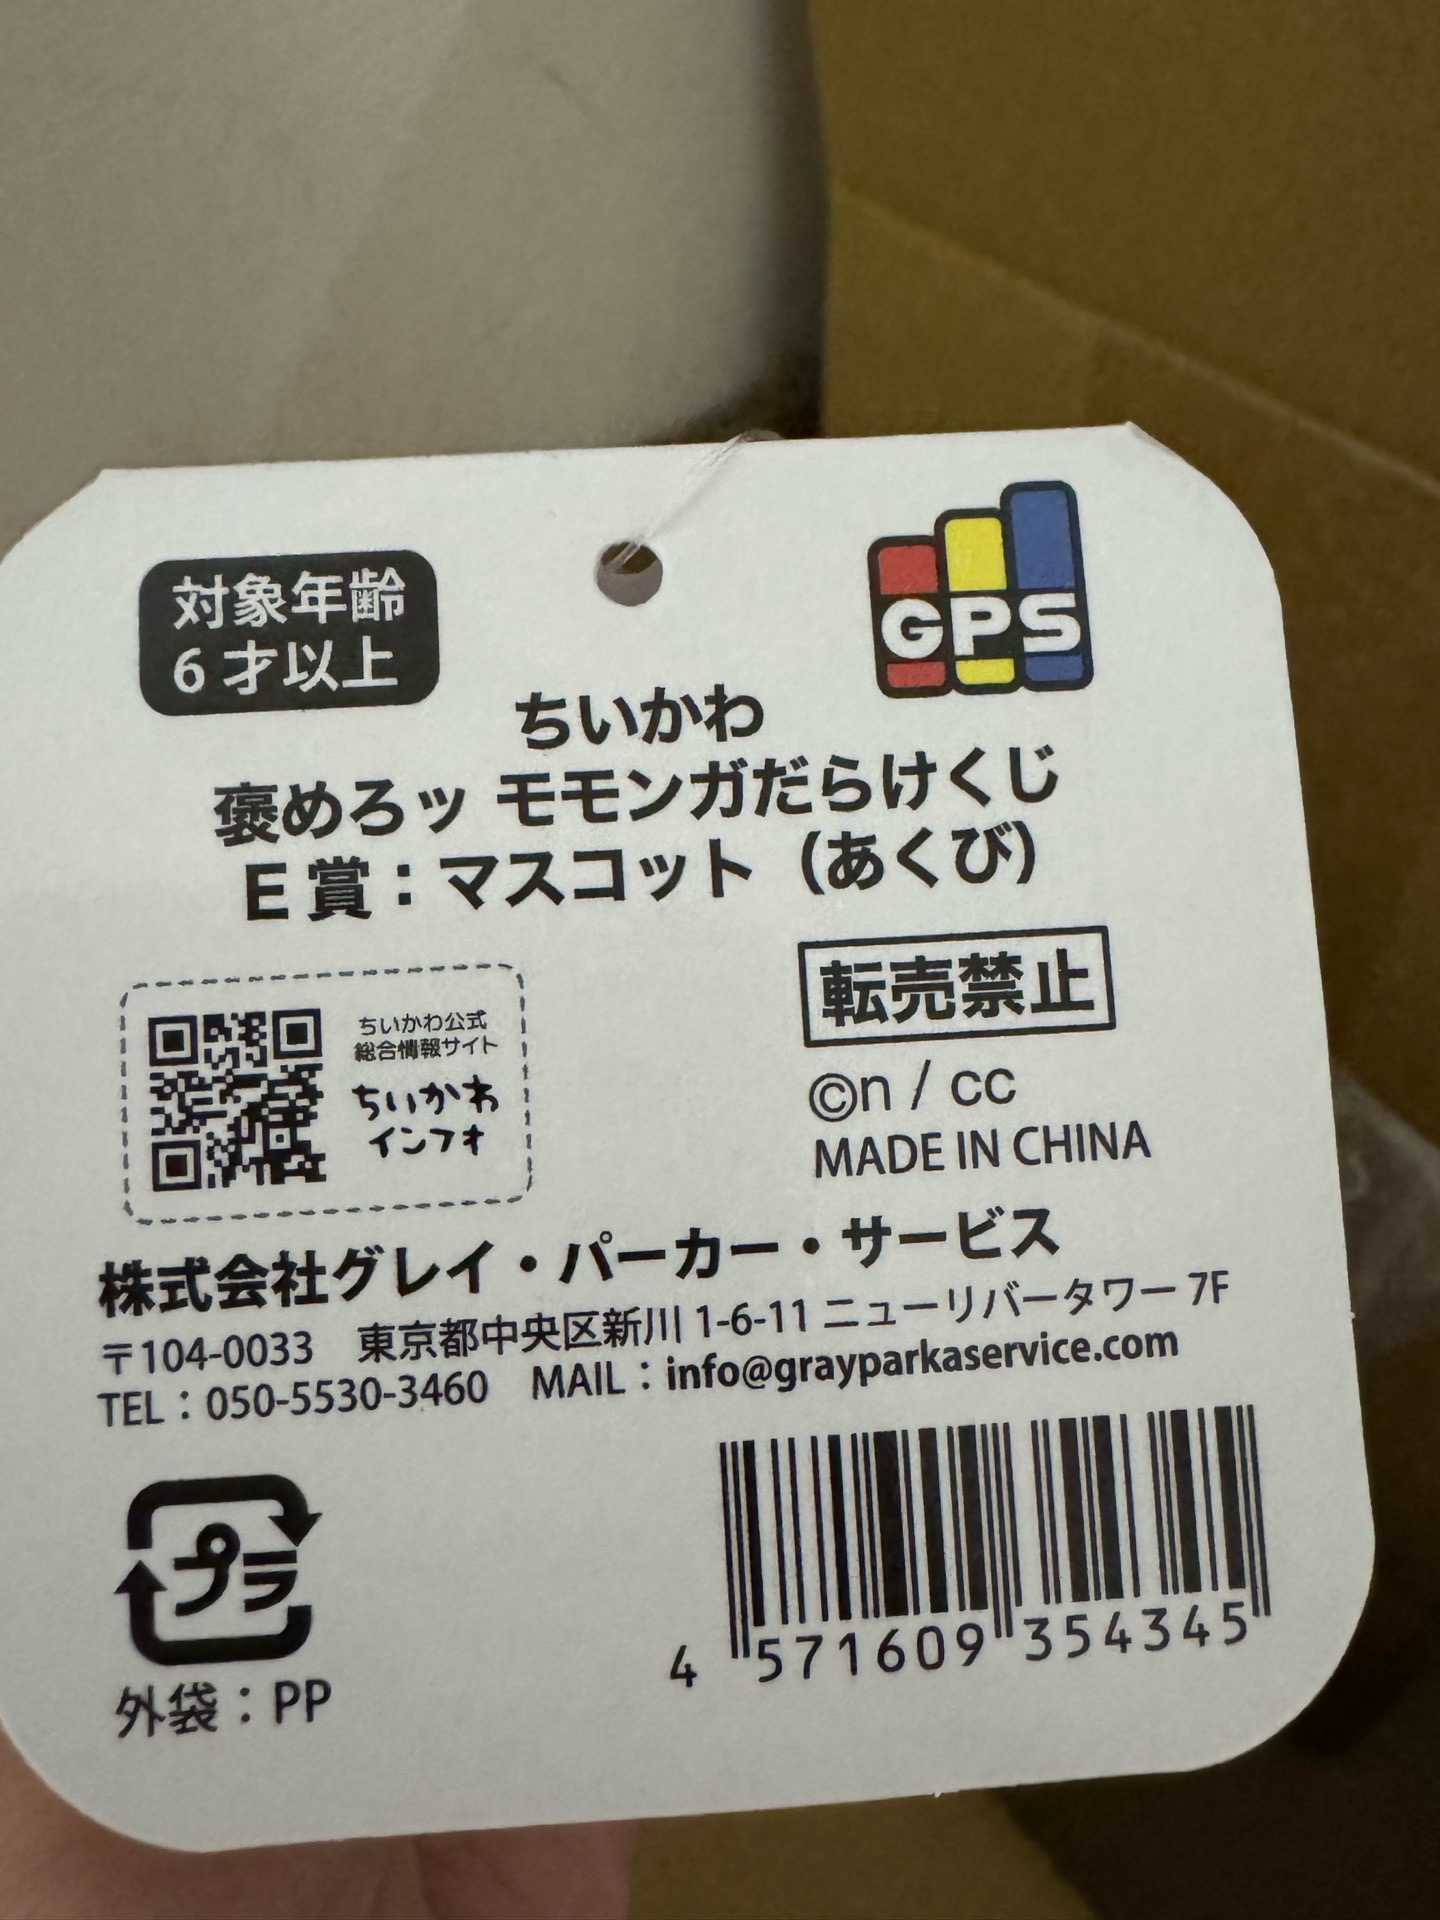 対象年齢
6才以上
GPS
ちいかわ
褒めろッ モモンガだらけくじ
E賞：マスコット（あくび）
ちいかわ公式
総合情報サイト
ちいかわ
インフォ
転売禁止
©n / cc
MADE IN CHINA
株式会社グレイ・パーカー・サービス
〒104-0033　東京都中央区新川1-6-11 ニューリバータワー 7F
TEL：050-5530-3460　MAIL：info@grayparkaservice.com
プラ
外袋：PP
4 571609 354345